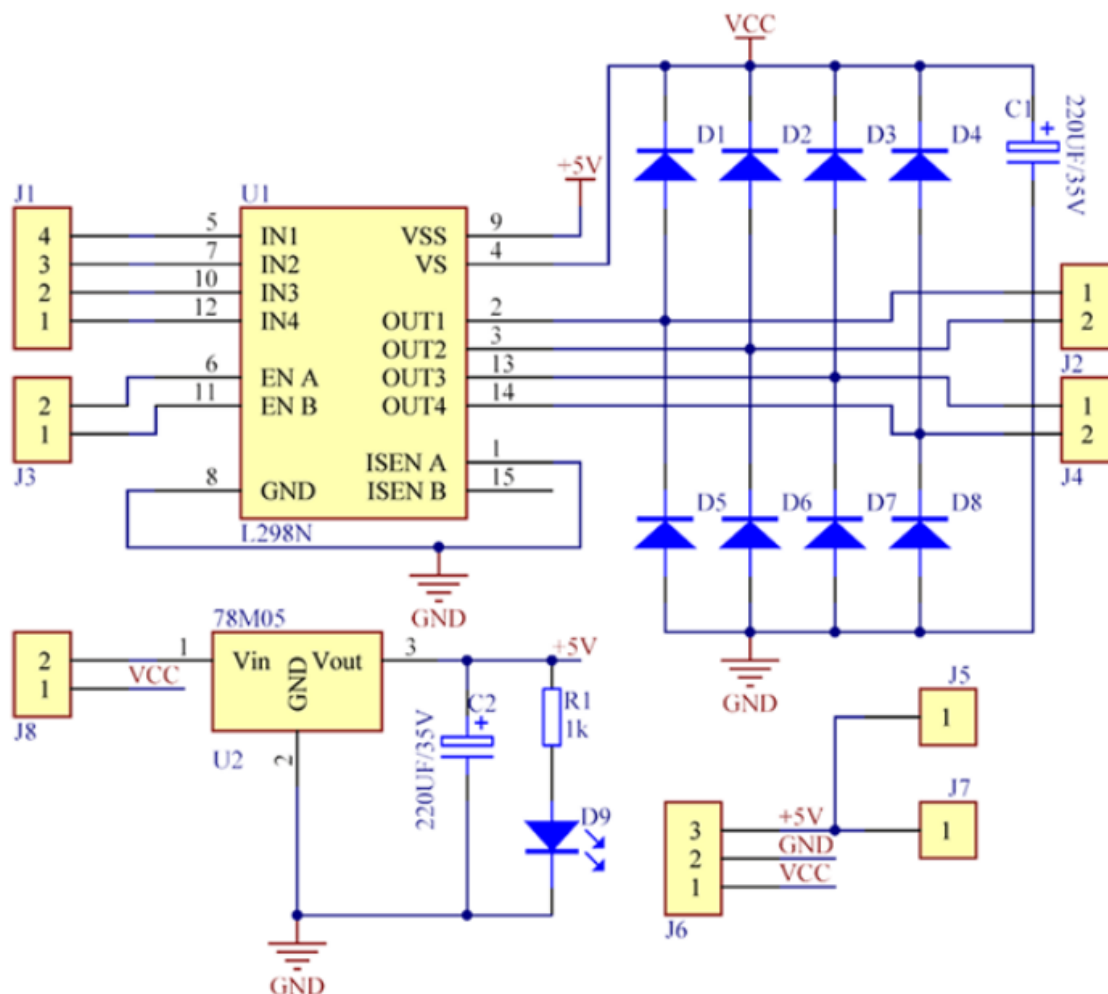 VCC
C1
220UF/35V
D1
D2
D3
D4
+5V
J1
U1
4
5
IN1
VSS
9
3
7
IN2
VS
4
2
10
IN3
1
12
IN4
OUT1
2
OUT2
3
OUT3
13
OUT4
14
1
2
J2
6
EN A
2
11
EN B
1
J3
1
2
J4
ISEN A
1
8
GND
ISEN B
15
L298N
D5
D6
D7
D8
GND
GND
78M05
2
1
Vin
GND
Vout
3
+5V
1
VCC
J8
U2
2
C2
220UF/35V
R1
1k
D9
GND
J5
1
J7
1
3
+5V
2
GND
1
VCC
J6